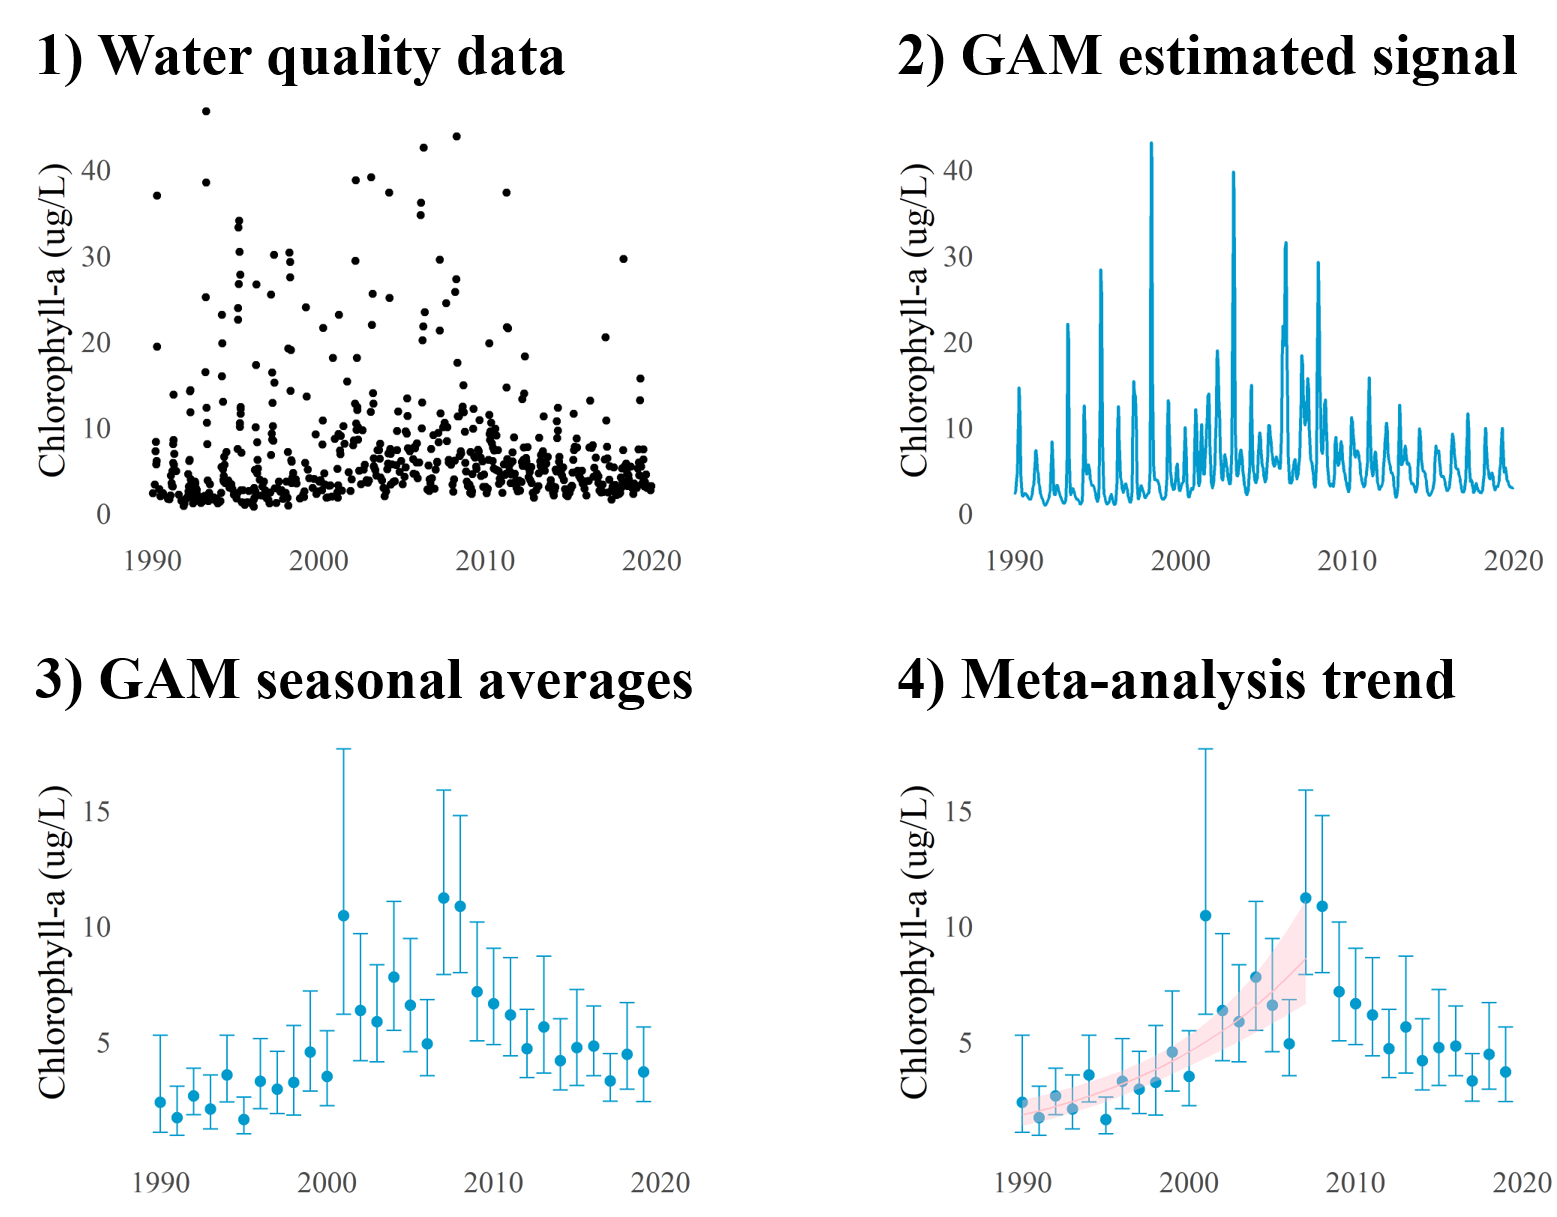 1) Water quality data
Chlorophyll-a (ug/L)
40
30
20
10
0
1990 2000 2010 2020
2) GAM estimated signal
Chlorophyll-a (ug/L)
40
30
20
10
0
1990 2000 2010 2020
3) GAM seasonal averages
Chlorophyll-a (ug/L)
15
10
5
1990 2000 2010 2020
4) Meta-analysis trend
Chlorophyll-a (ug/L)
15
10
5
1990 2000 2010 2020